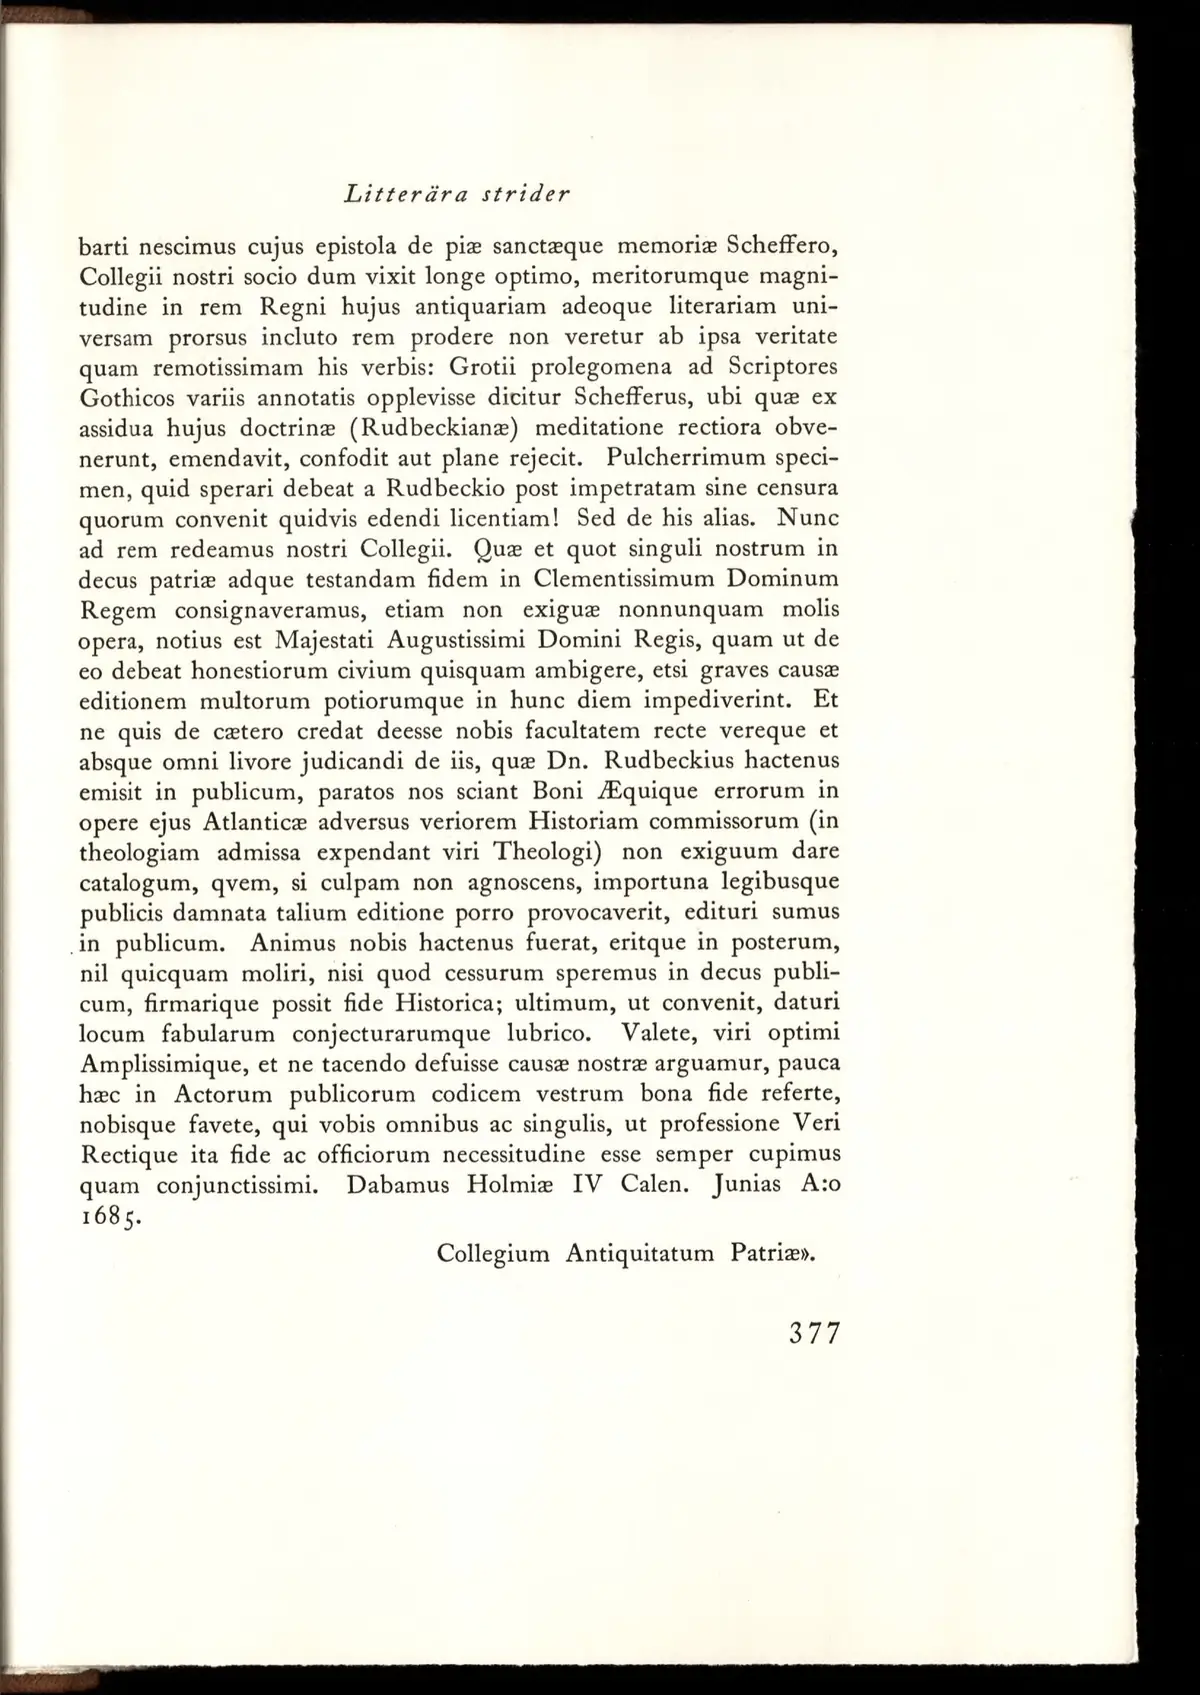 Litterära strider
barti nescimus cujus epistola de piæ sanctæque memoriæ Scheffero,
Collegii nostri socio dum vixit longe optimo, meritorumque magni-
tudine in rem Regni hujus antiquariam adeoque literariam uni-
versam prorsus incluto rem prodere non veretur ab ipsa veritate
quam remotissimam his verbis: Grotii prolegomena ad Scriptores
Gothicos variis annotatis opplevisse dicitur Schefferus, ubi quæ ex
assidua hujus doctrinæ (Rudbeckianæ) meditatione rectiora obve-
nerunt, emendavit, confodit aut plane rejecit. Pulcherrimum speci-
men, quid sperari debeat a Rudbeckio post impetratam sine censura
quorum convenit quidvis edendi licentiam! Sed de his alias. Nunc
ad rem redeamus nostri Collegii. Quæ et quot singuli nostrum in
decus patriæ adque testandam fidem in Clementissimum Dominum
Regem consignaveramus, etiam non exiguæ nonnunquam molis
opera, notius est Majestati Augustissimi Domini Regis, quam ut de
eo debeat honestiorum civium quisquam ambigere, etsi graves causæ
editionem multorum potiorumque in hunc diem impediverint. Et
ne quis de cætero credat deesse nobis facultatem recte vereque et
absque omni livore judicandi de iis, quæ Dn. Rudbeckius hactenus
emisit in publicum, paratos nos sciant Boni Æquique errorum in
opere ejus Atlanticæ adversus veriorem Historiam commissorum (in
theologiam admissa expendant viri Theologi) non exiguum dare
catalogum, qvem, si culpam non agnoscens, importuna legibusque
publicis damnata talium editione porro provocaverit, edituri sumus
in publicum. Animus nobis hactenus fuerat, eritque in posterum,
nil quicquam moliri, nisi quod cessurum speremus in decus publi-
cum, firmarique possit fide Historica; ultimum, ut convenit, daturi
locum fabularum conjecturarumque lubrico. Valete, viri optimi
Amplissimique, et ne tacendo defuisse causæ nostræ arguamur, pauca
hæc in Actorum publicorum codicem vestrum bona fide referte,
nobisque favete, qui vobis omnibus ac singulis, ut professione Veri
Rectique ita fide ac officiorum necessitudine esse semper cupimus
quam conjunctissimi. Dabamus Holmiæ IV Calen. Junias A:o
1685.
Collegium Antiquitatum Patriæ».
377